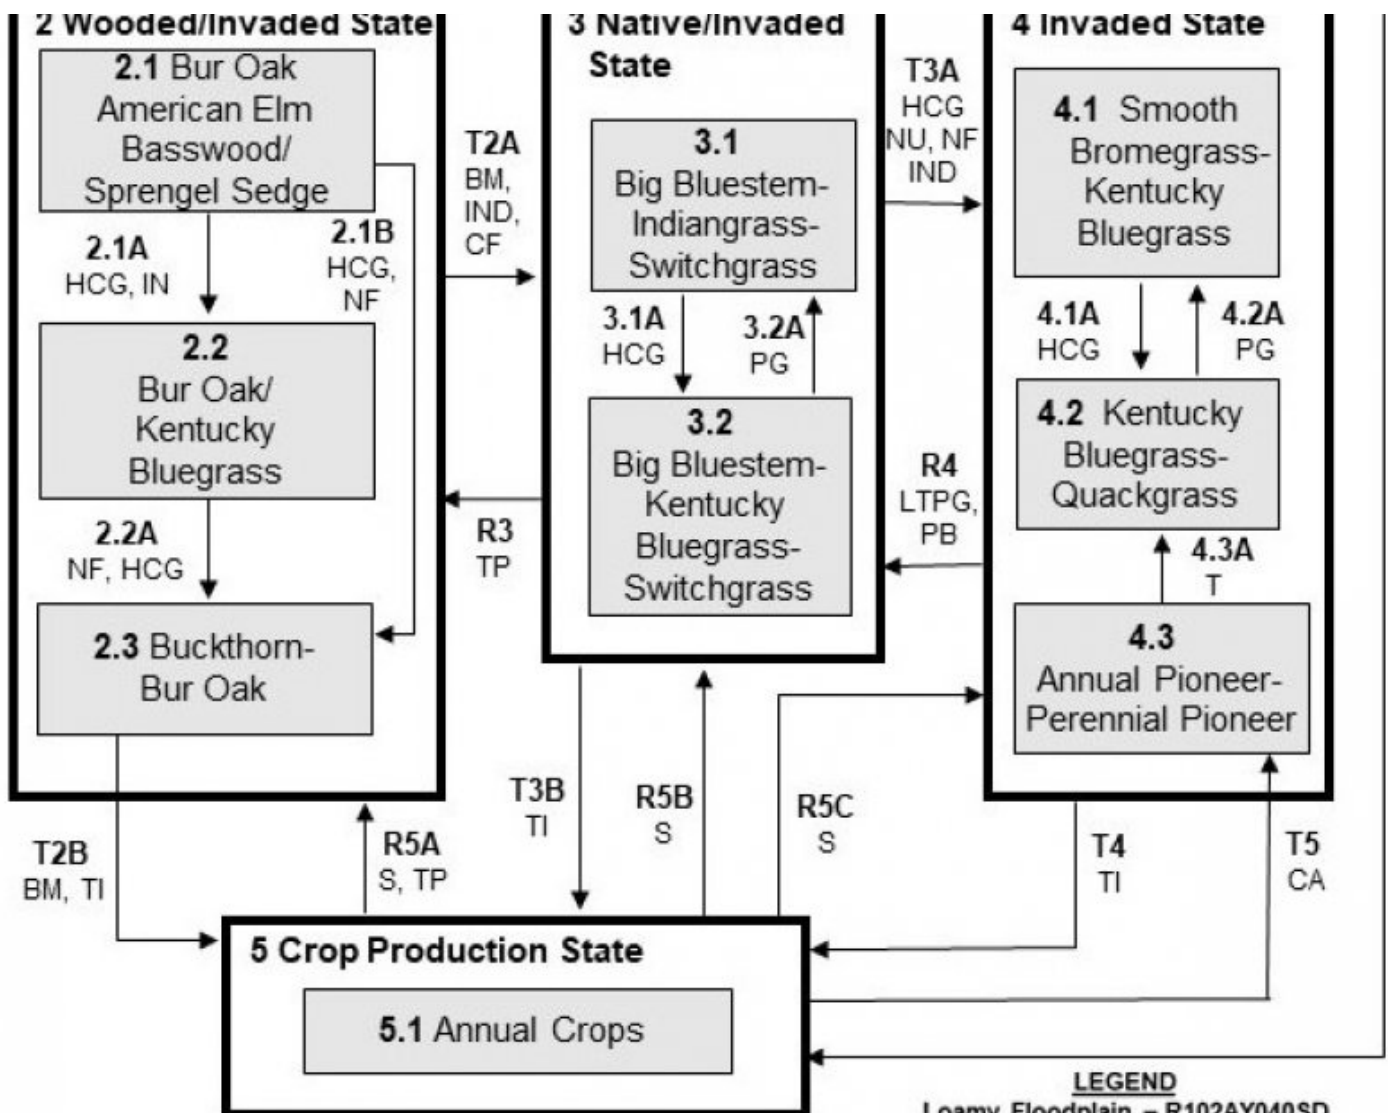 2 Wooded/Invaded State
2.1 Bur Oak
American Elm
Basswood/
Sprengel Sedge
2.1A
HCG, IN
2.1B
HCG,
NF
2.2
Bur Oak/
Kentucky
Bluegrass
2.2A
NF, HCG
2.3 Buckthorn-
Bur Oak
T2A
BM,
IND,
CF
R3
TP
3 Native/Invaded
State
3.1
Big Bluestem-
Indiangrass-
Switchgrass
3.1A
HCG
3.2A
PG
3.2
Big Bluestem-
Kentucky
Bluegrass-
Switchgrass
T3A
HCG
NU, NF
IND
R4
LTPG,
PB
4 Invaded State
4.1 Smooth
Bromegrass-
Kentucky
Bluegrass
4.1A
HCG
4.2A
PG
4.2 Kentucky
Bluegrass-
Quackgrass
4.3A
T
4.3
Annual Pioneer-
Perennial Pioneer
T2B
BM, TI
R5A
S, TP
T3B
TI
R5B
S
R5C
S
T4
TI
T5
CA
5 Crop Production State
5.1 Annual Crops
LEGEND
Loamy Floodplain – R102AY040SD